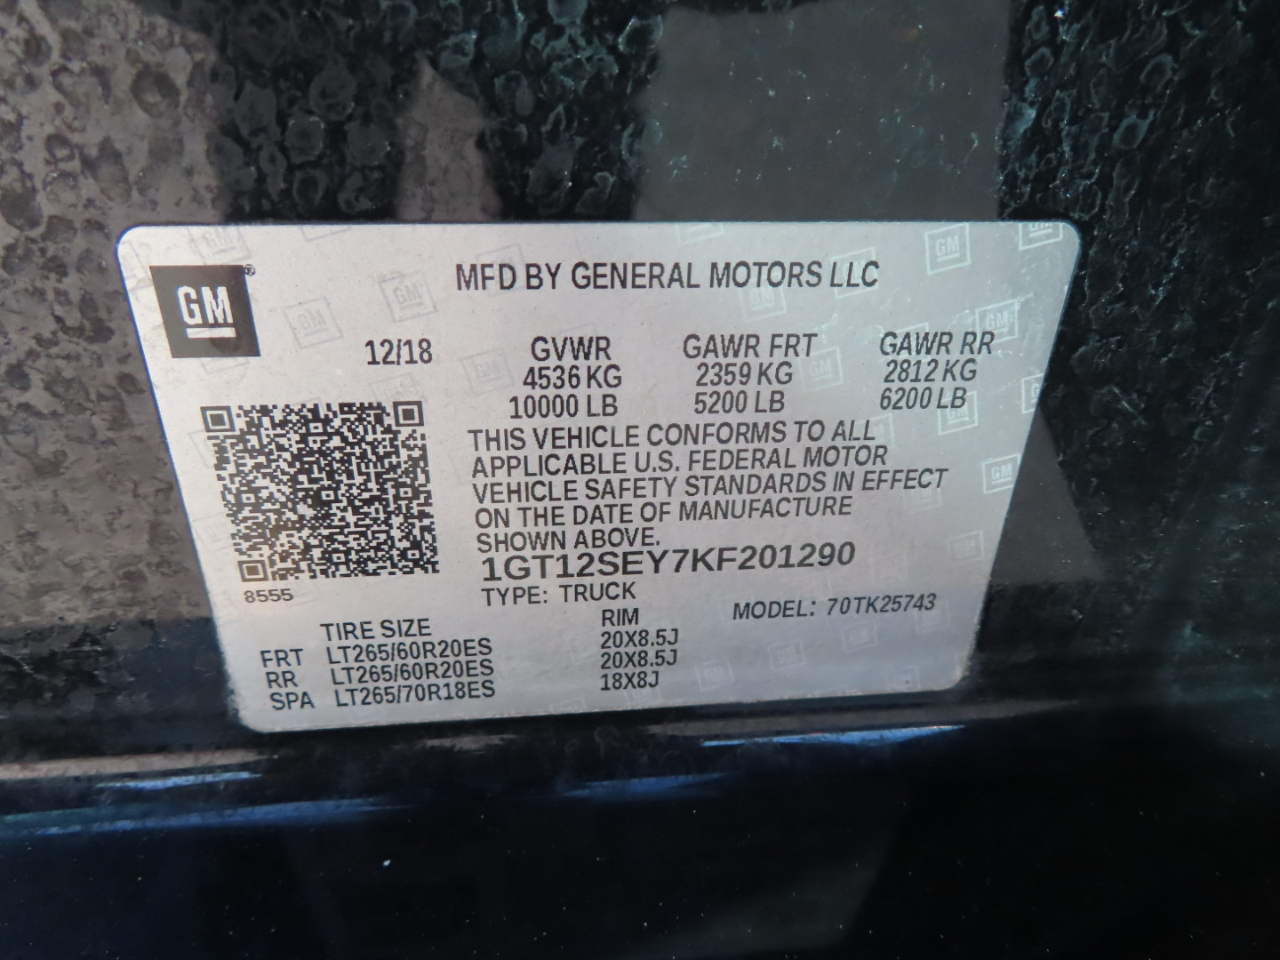 GM
MFD BY GENERAL MOTORS LLC
12/18
GVWR GAWR FRT GAWR RR
4536 KG 2359 KG 2812 KG
10000 LB 5200 LB 6200 LB
THIS VEHICLE CONFORMS TO ALL
APPLICABLE U.S. FEDERAL MOTOR
VEHICLE SAFETY STANDARDS IN EFFECT
ON THE DATE OF MANUFACTURE
SHOWN ABOVE.
1GT12SEY7KF201290
8555
TYPE: TRUCK MODEL: 70TK25743
TIRE SIZE RIM
FRT LT265/60R20ES 20X8.5J
RR LT265/60R20ES 20X8.5J
SPA LT265/70R18ES 18X8J